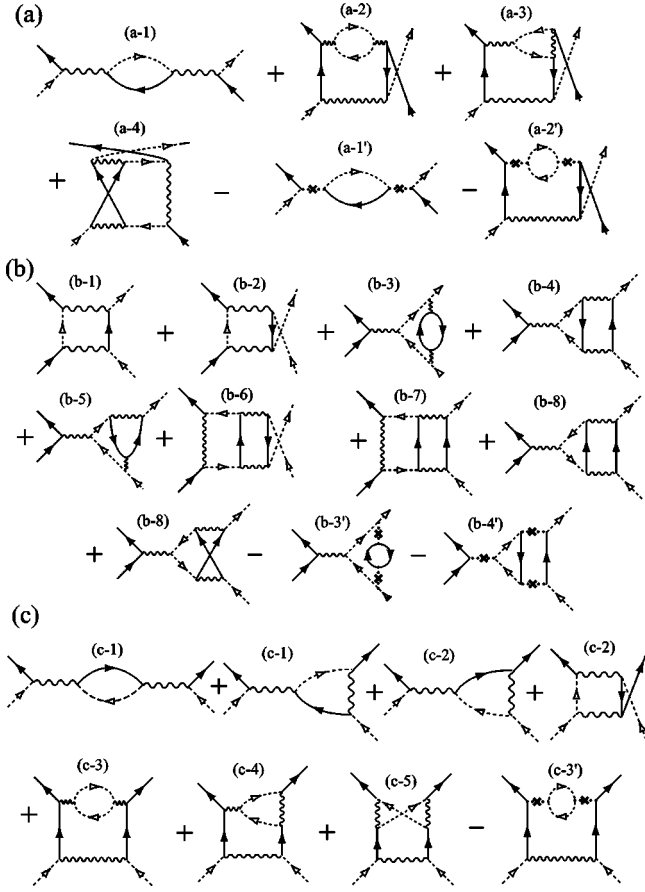 (a)
(a-1)
(a-2)
(a-3)
+
+
(a-4)
(a-1')
(a-2')
+
−
−
(b)
(b-1)
(b-2)
(b-3)
(b-4)
+
+
+
(b-5)
(b-6)
(b-7)
(b-8)
+
+
+
+
(b-8)
(b-3')
(b-4')
+
−
−
(c)
(c-1)
(c-1)
(c-2)
(c-2)
+
+
+
(c-3)
(c-4)
(c-5)
(c-3')
+
+
+
−